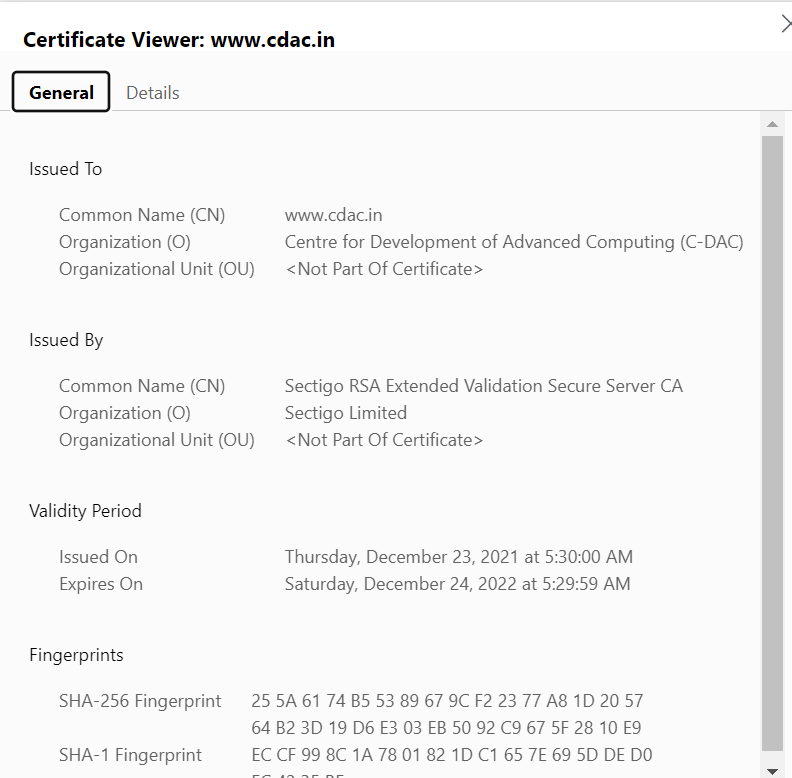 Certificate Viewer: www.cdac.in
General Details
Issued To
Common Name (CN) www.cdac.in
Organization (O) Centre for Development of Advanced Computing (C-DAC)
Organizational Unit (OU) <Not Part Of Certificate>
Issued By
Common Name (CN) Sectigo RSA Extended Validation Secure Server CA
Organization (O) Sectigo Limited
Organizational Unit (OU) <Not Part Of Certificate>
Validity Period
Issued On Thursday, December 23, 2021 at 5:30:00 AM
Expires On Saturday, December 24, 2022 at 5:29:59 AM
Fingerprints
SHA-256 Fingerprint 25 5A 61 74 B5 53 89 67 9C F2 23 77 A8 1D 20 57
64 B2 3D 19 D6 E3 03 EB 50 92 C9 67 5F 28 10 E9
SHA-1 Fingerprint EC CF 99 8C 1A 78 01 82 1D C1 65 7E 69 5D DE D0